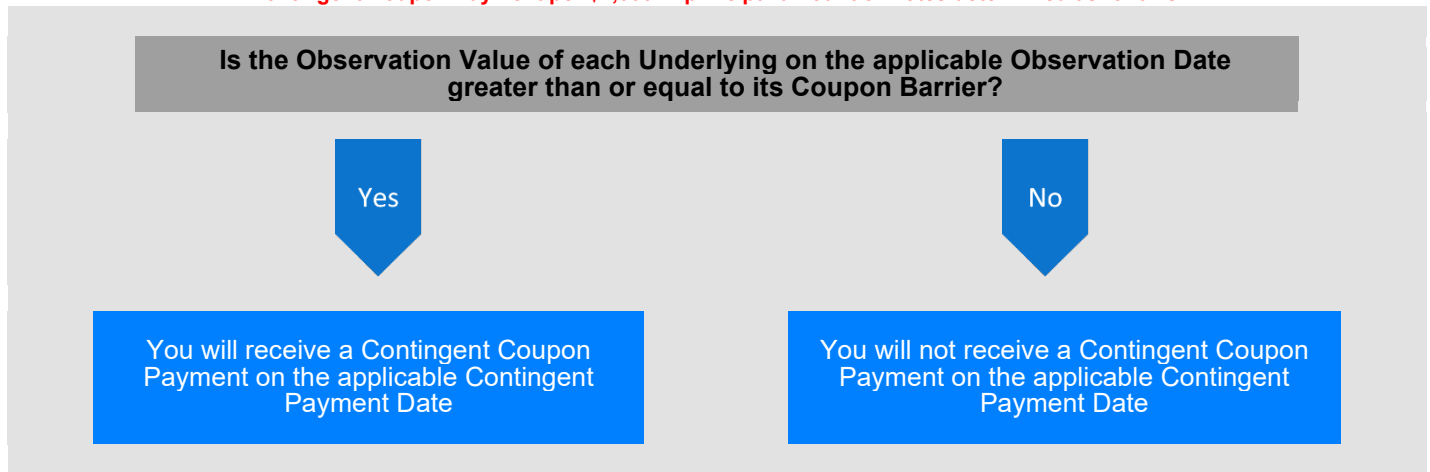 Is the Observation Value of each Underlying on the applicable Observation Date
greater than or equal to its Coupon Barrier?
Yes
No
You will receive a Contingent Coupon
Payment on the applicable Contingent
Payment Date
You will not receive a Contingent Coupon
Payment on the applicable Contingent
Payment Date